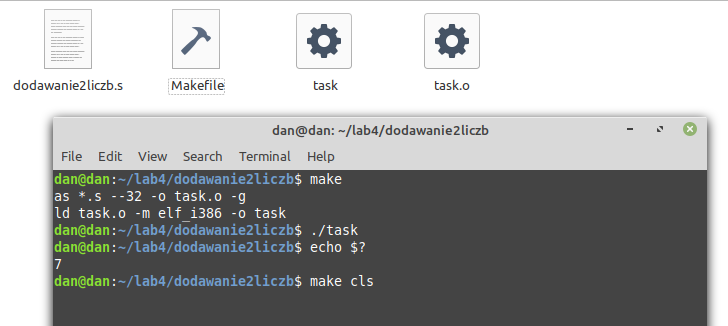 dodawanie2liczb.s Makefile task task.o
dan@dan: ~/lab4/dodawanie2liczb
File Edit View Search Terminal Help
dan@dan:~/lab4/dodawanie2liczb$ make
as *.s --32 -o task.o -g
ld task.o -m elf_i386 -o task
dan@dan:~/lab4/dodawanie2liczb$ ./task
dan@dan:~/lab4/dodawanie2liczb$ echo $?
7
dan@dan:~/lab4/dodawanie2liczb$ make cls